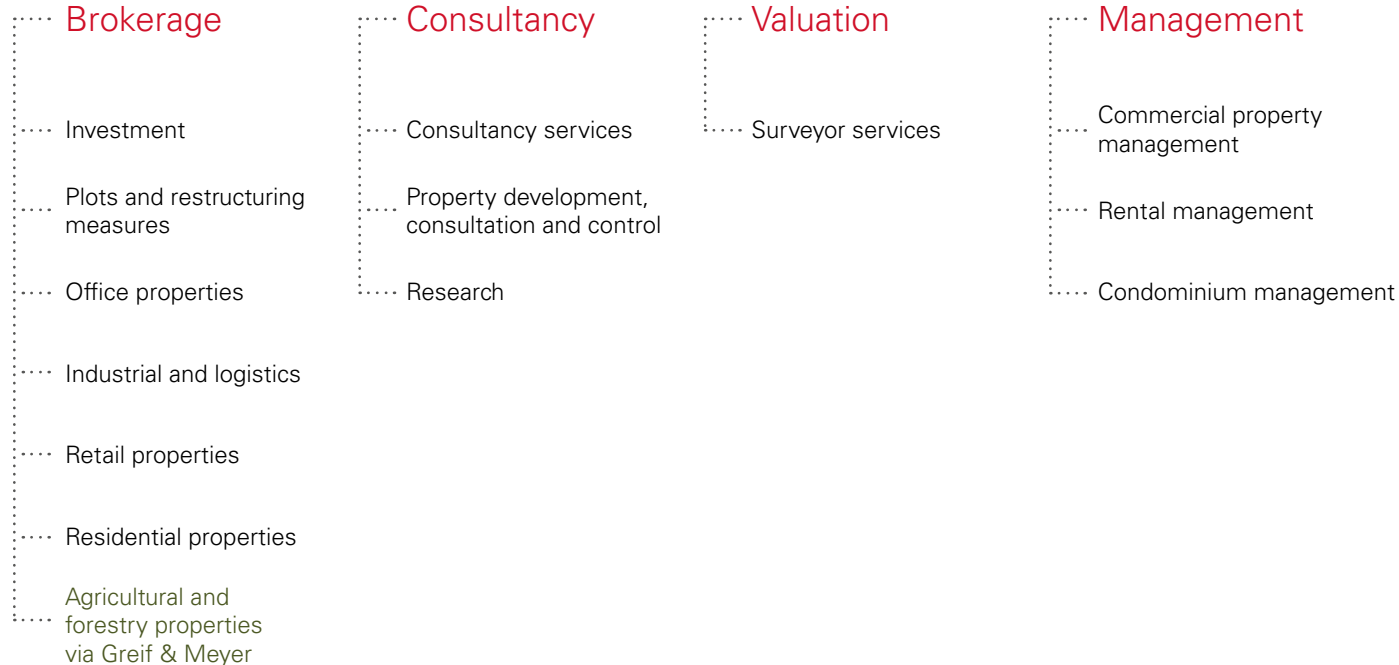 Brokerage
Investment
Plots and restructuring
measures
Office properties
Industrial and logistics
Retail properties
Residential properties
Agricultural and
forestry properties
via Greif & Meyer
Consultancy
Consultancy services
Property development,
consultation and control
Research
Valuation
Surveyor services
Management
Commercial property
management
Rental management
Condominium management